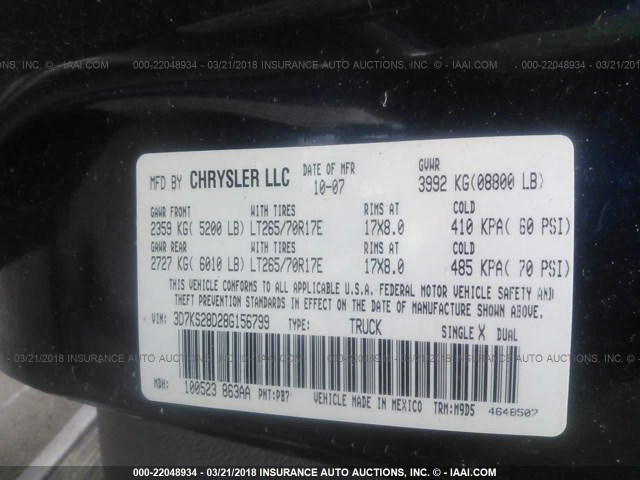 000-22048934 - 03/21/2018 INSURANCE AUTO AUCTIONS, INC. © - IAAI.COM
MFD BY CHRYSLER LLC DATE OF MFR 10-07 GVWR 3992 KG(08800 LB)
GAWR FRONT WITH TIRES RIMS AT COLD
2359 KG( 5200 LB) LT265/70R17E 17X8.0 410 KPA( 60 PSI)
GAWR REAR WITH TIRES RIMS AT COLD
2727 KG( 6010 LB) LT265/70R17E 17X8.0 485 KPA( 70 PSI)
THIS VEHICLE CONFORMS TO ALL APPLICABLE U.S.A. FEDERAL MOTOR VEHICLE SAFETY AND
THEFT PREVENTION STANDARDS IN EFFECT ON THE DATE OF MANUFACTURE SHOWN ABOVE.
VIN: 3D7KS28D28G156799 TYPE: TRUCK SINGLE X DUAL
MDH: 100523 863AA PNT:PB7 VEHICLE MADE IN MEXICO TRM:M9D5 4648507
000-22048934 - 03/21/2018 INSURANCE AUTO AUCTIONS, INC. © - IAAI.COM
000-22048934 - 03/21/2018 INSURANCE AUTO AUCTIONS, INC. © - IAAI.COM